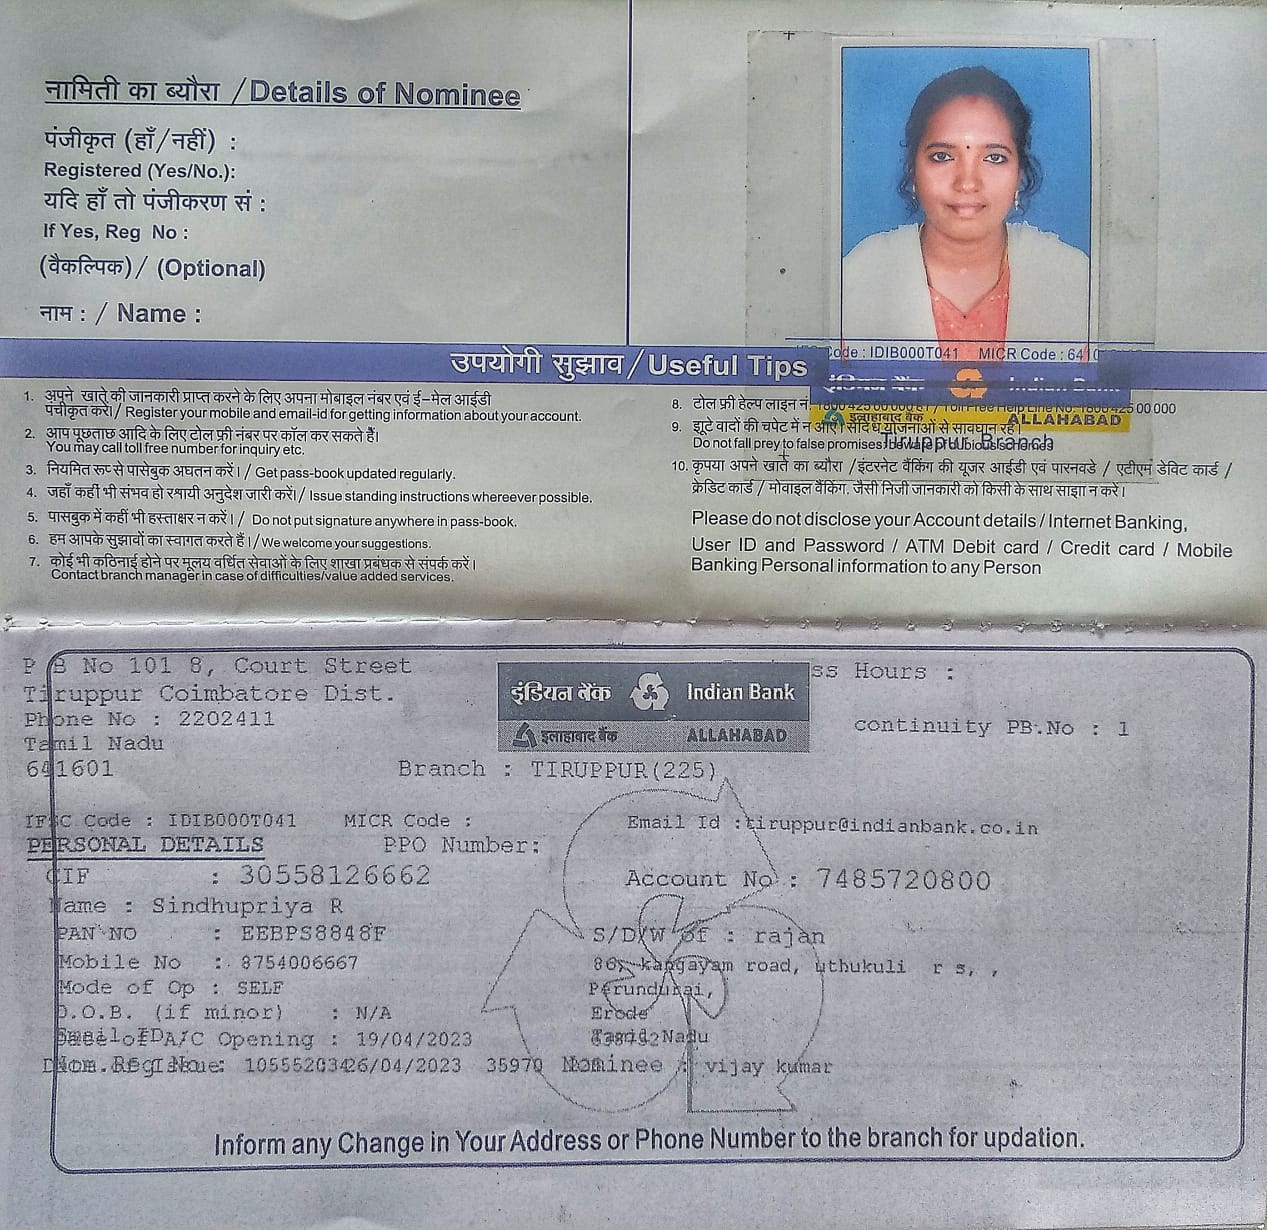 नामिती का ब्यौरा / Details of Nominee
पंजीकृत (हाँ/नहीं) :
Registered (Yes/No.):
यदि हाँ तो पंजीकरण सं :
If Yes, Reg No :
(वैकल्पिक) / (Optional)
नाम : / Name :
Code : IDIB000T041 MICR Code : 641
उपयोगी सुझाव / Useful Tips
इंडियन बैंक Indian Bank
इलाहाबाद बैंक ALLAHABAD
Tiruppur Branch
1. अपने खाते की जानकारी प्राप्त करने के लिए अपना मोबाइल नंबर एवं ई-मेल आईडी
पंचीकृत करें। / Register your mobile and email-id for getting information about your account.
2. आप पूछताछ आदि के लिए टोल फ्री नंबर पर कॉल कर सकते हैं।
You may call toll free number for inquiry etc.
3. नियमित रूप से पासबुक अघतन करें। / Get pass-book updated regularly.
4. जहाँ कहीं भी संभव हो स्थायी अनुदेश जारी करें। / Issue standing instructions whereever possible.
5. पासबुक में कहीं भी हस्ताक्षर न करें। / Do not put signature anywhere in pass-book.
6. हम आपके सुझावों का स्वागत करते हैं। / We welcome your suggestions.
7. कोई भी कठिनाई होने पर मूलय वर्धित सेवाओं के लिए शाखा प्रबंधक से संपर्क करें।
Contact branch manager in case of difficulties/value added services.
8. टोल फ्री हेल्प लाइन नं 1800 425 00 000 है। / Toll Free Help Line No 1800 425 00 000
9. झूटे वादों की चपेट में न आएं। संदिग्ध योजनाओं से सावधान रहें।
Do not fall prey to false promises. beware of dubious schemes
10. कृपया अपने खाते का ब्यौरा / इंटरनेट वैंकिंग की यूजर आईडी एवं पारनवडे / एटीएम डेविट कार्ड /
क्रेडिट कार्ड / मोवाइल वैंकिंग. जैसी निजी जानकारी को किसी के साथ साझा न करें।
Please do not disclose your Account details / Internet Banking,
User ID and Password / ATM Debit card / Credit card / Mobile
Banking Personal information to any Person
P B No 101 8, Court Street
Tiruppur Coimbatore Dist.
Phone No : 2202411
Tamil Nadu
641601
इंडियन बैंक Indian Bank
इलाहाबाद बैंक ALLAHABAD
ss Hours :
continuity PB.No : 1
Branch : TIRUPPUR(225)
IFSC Code : IDIB000T041 MICR Code : Email Id :tiruppur@indianbank.co.in
PERSONAL DETAILS PPO Number:
CIF : 30558126662 Account No : 7485720800
Name : Sindhupriya R
PAN NO : EEBPS8848F S/D/W of : rajan
Mobile No : 8754006667 86, kangayam road, uthukuli r s, ,
Mode of Op : SELF Perundurai,
D.O.B. (if minor) : N/A Erode
A/C Opening : 19/04/2023 Tamil Nadu
Nom.Reg.No 26/04/2023 35970 Nominee : vijay kumar
Inform any Change in Your Address or Phone Number to the branch for updation.